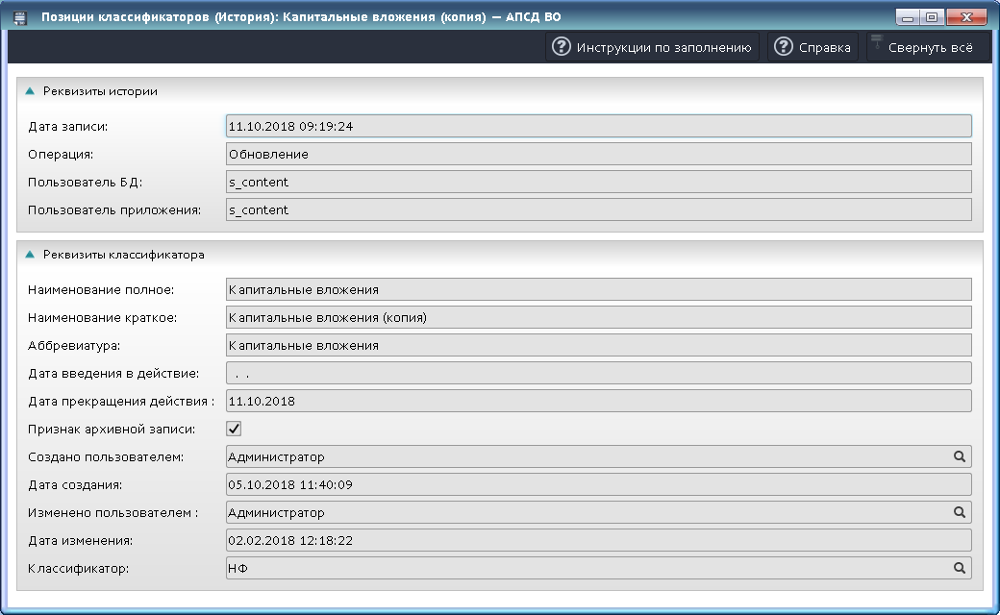 Позиции классификаторов (История): Капитальные вложения (копия) — АПСД ВО
Инструкции по заполнению Справка Свернуть всё
Реквизиты истории
Дата записи: 11.10.2018 09:19:24
Операция: Обновление
Пользователь БД: s_content
Пользователь приложения: s_content
Реквизиты классификатора
Наименование полное: Капитальные вложения
Наименование краткое: Капитальные вложения (копия)
Аббревиатура: Капитальные вложения
Дата введения в действие: . .
Дата прекращения действия : 11.10.2018
Признак архивной записи:
Создано пользователем: Администратор
Дата создания: 05.10.2018 11:40:09
Изменено пользователем : Администратор
Дата изменения: 02.02.2018 12:18:22
Классификатор: НФ